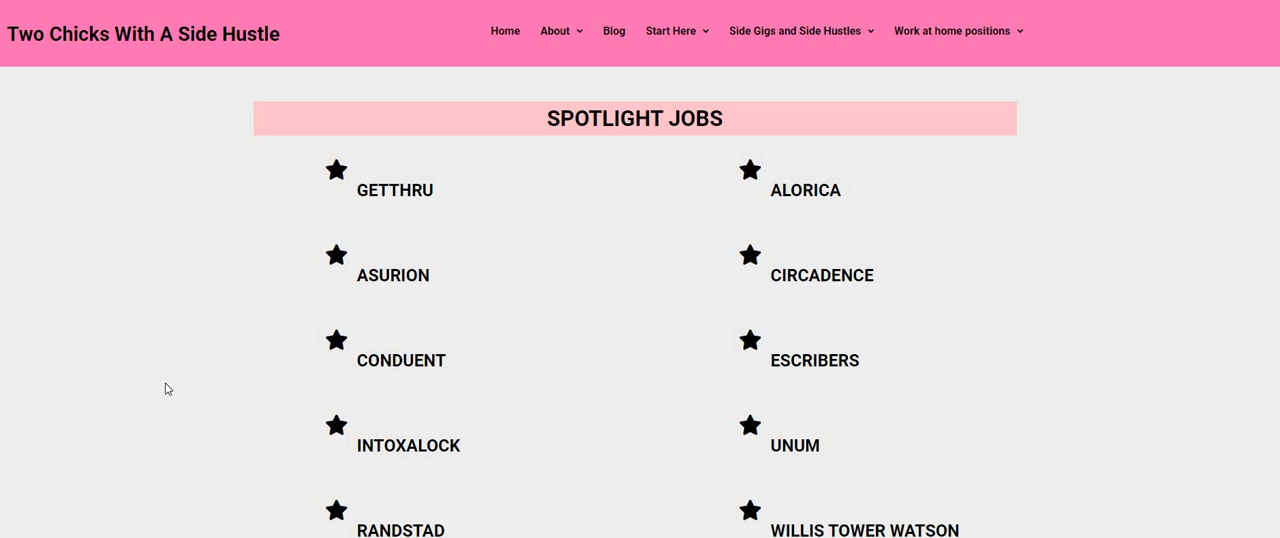 Two Chicks With A Side Hustle
Home About Blog Start Here Side Gigs and Side Hustles Work at home positions
SPOTLIGHT JOBS
GETTHRU ALORICA
ASURION CIRCADENCE
CONDUENT ESCRIBERS
INTOXALOCK UNUM
RANDSTAD WILLIS TOWER WATSON